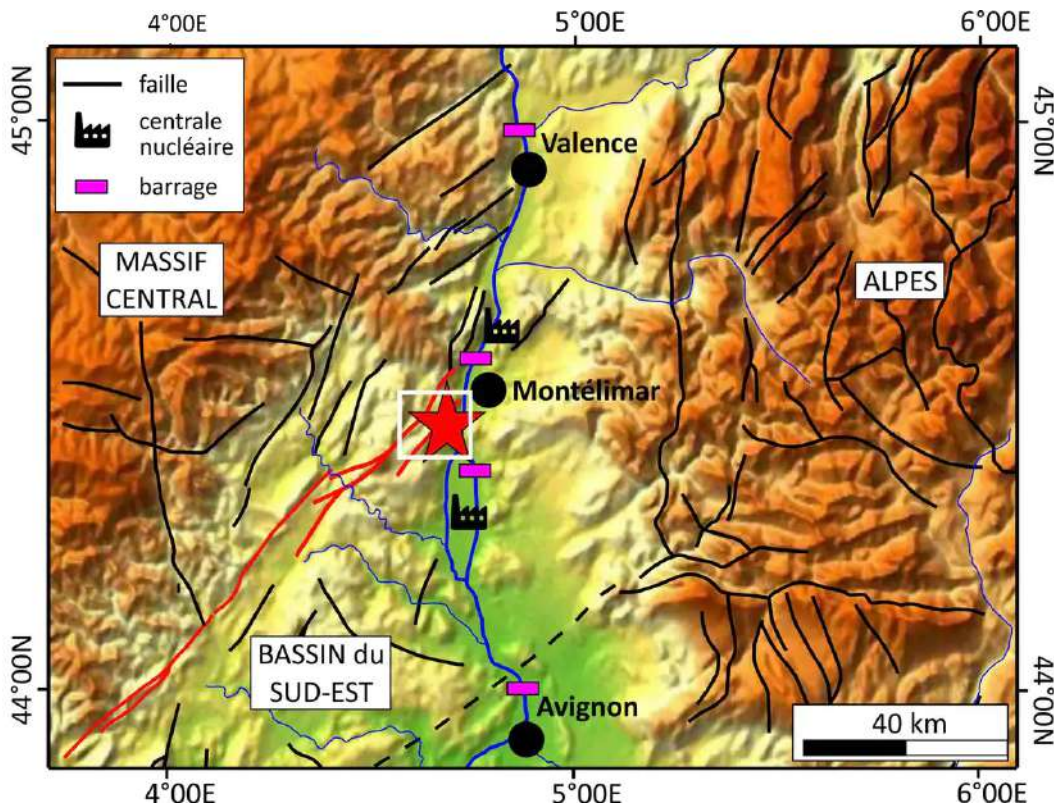 4°00E
5°00E
6°00E
faille
centrale
nucléaire
barrage
45°00N
45°00N
Valence
MASSIF
CENTRAL
ALPES
Montélimar
BASSIN du
SUD-EST
44°00N
44°00N
Avignon
40 km
4°00E
5°00E
6°00E